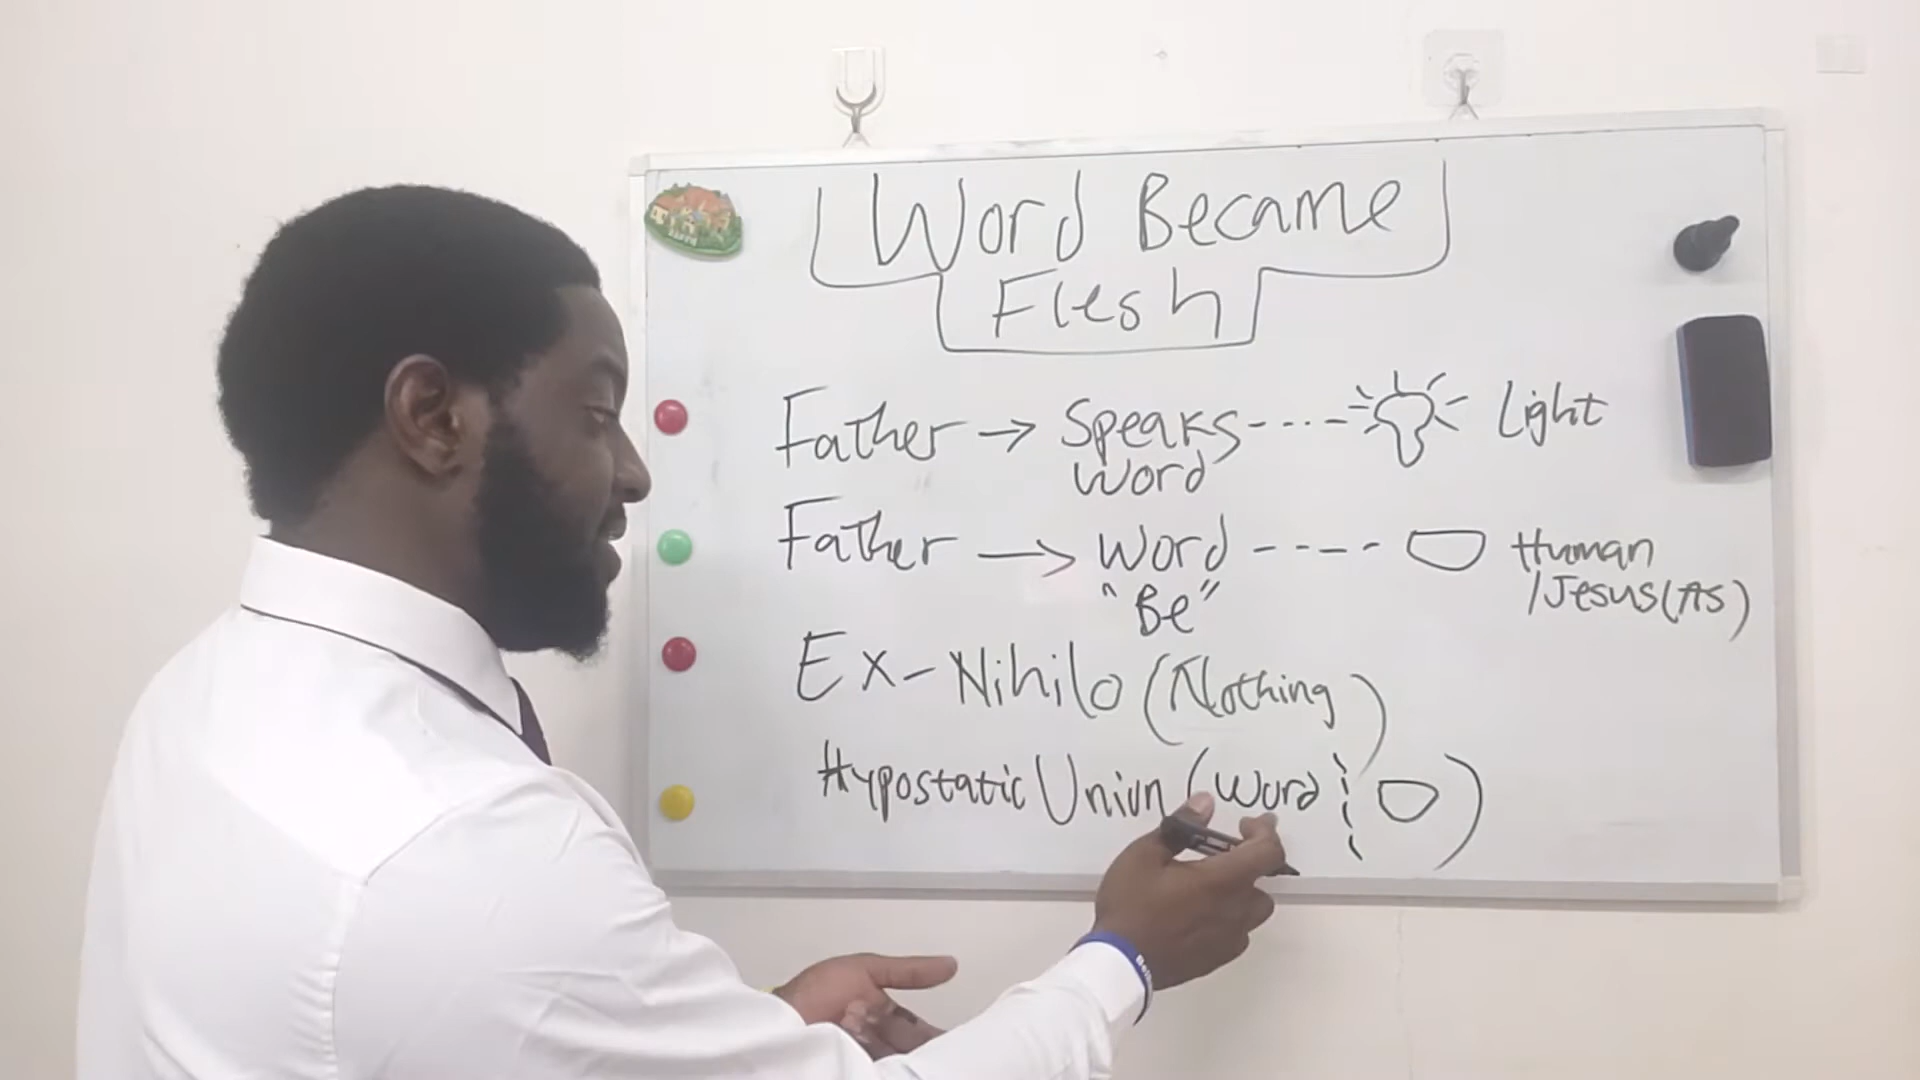 Word Became
Flesh
Father → Speaks Light
Word
Father → Word Human
"Be" /Jesus(AS)
Ex-Nihilo (Nothing)
Hypostatic Union (Word )